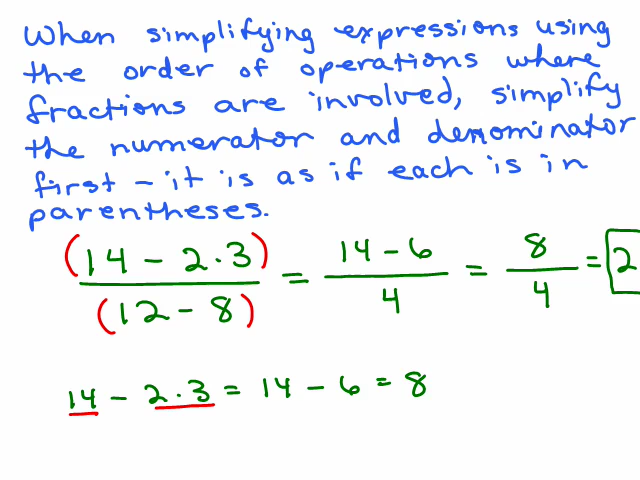 When simplifying expressions using
the order of operations where
fractions are involved, simplify
the numerator and denominator
first - it is as if each is in
parentheses.
(14 - 2·3) / (12 - 8) = 14 - 6 / 4 = 8 / 4 = 2
14 - 2·3 = 14 - 6 = 8